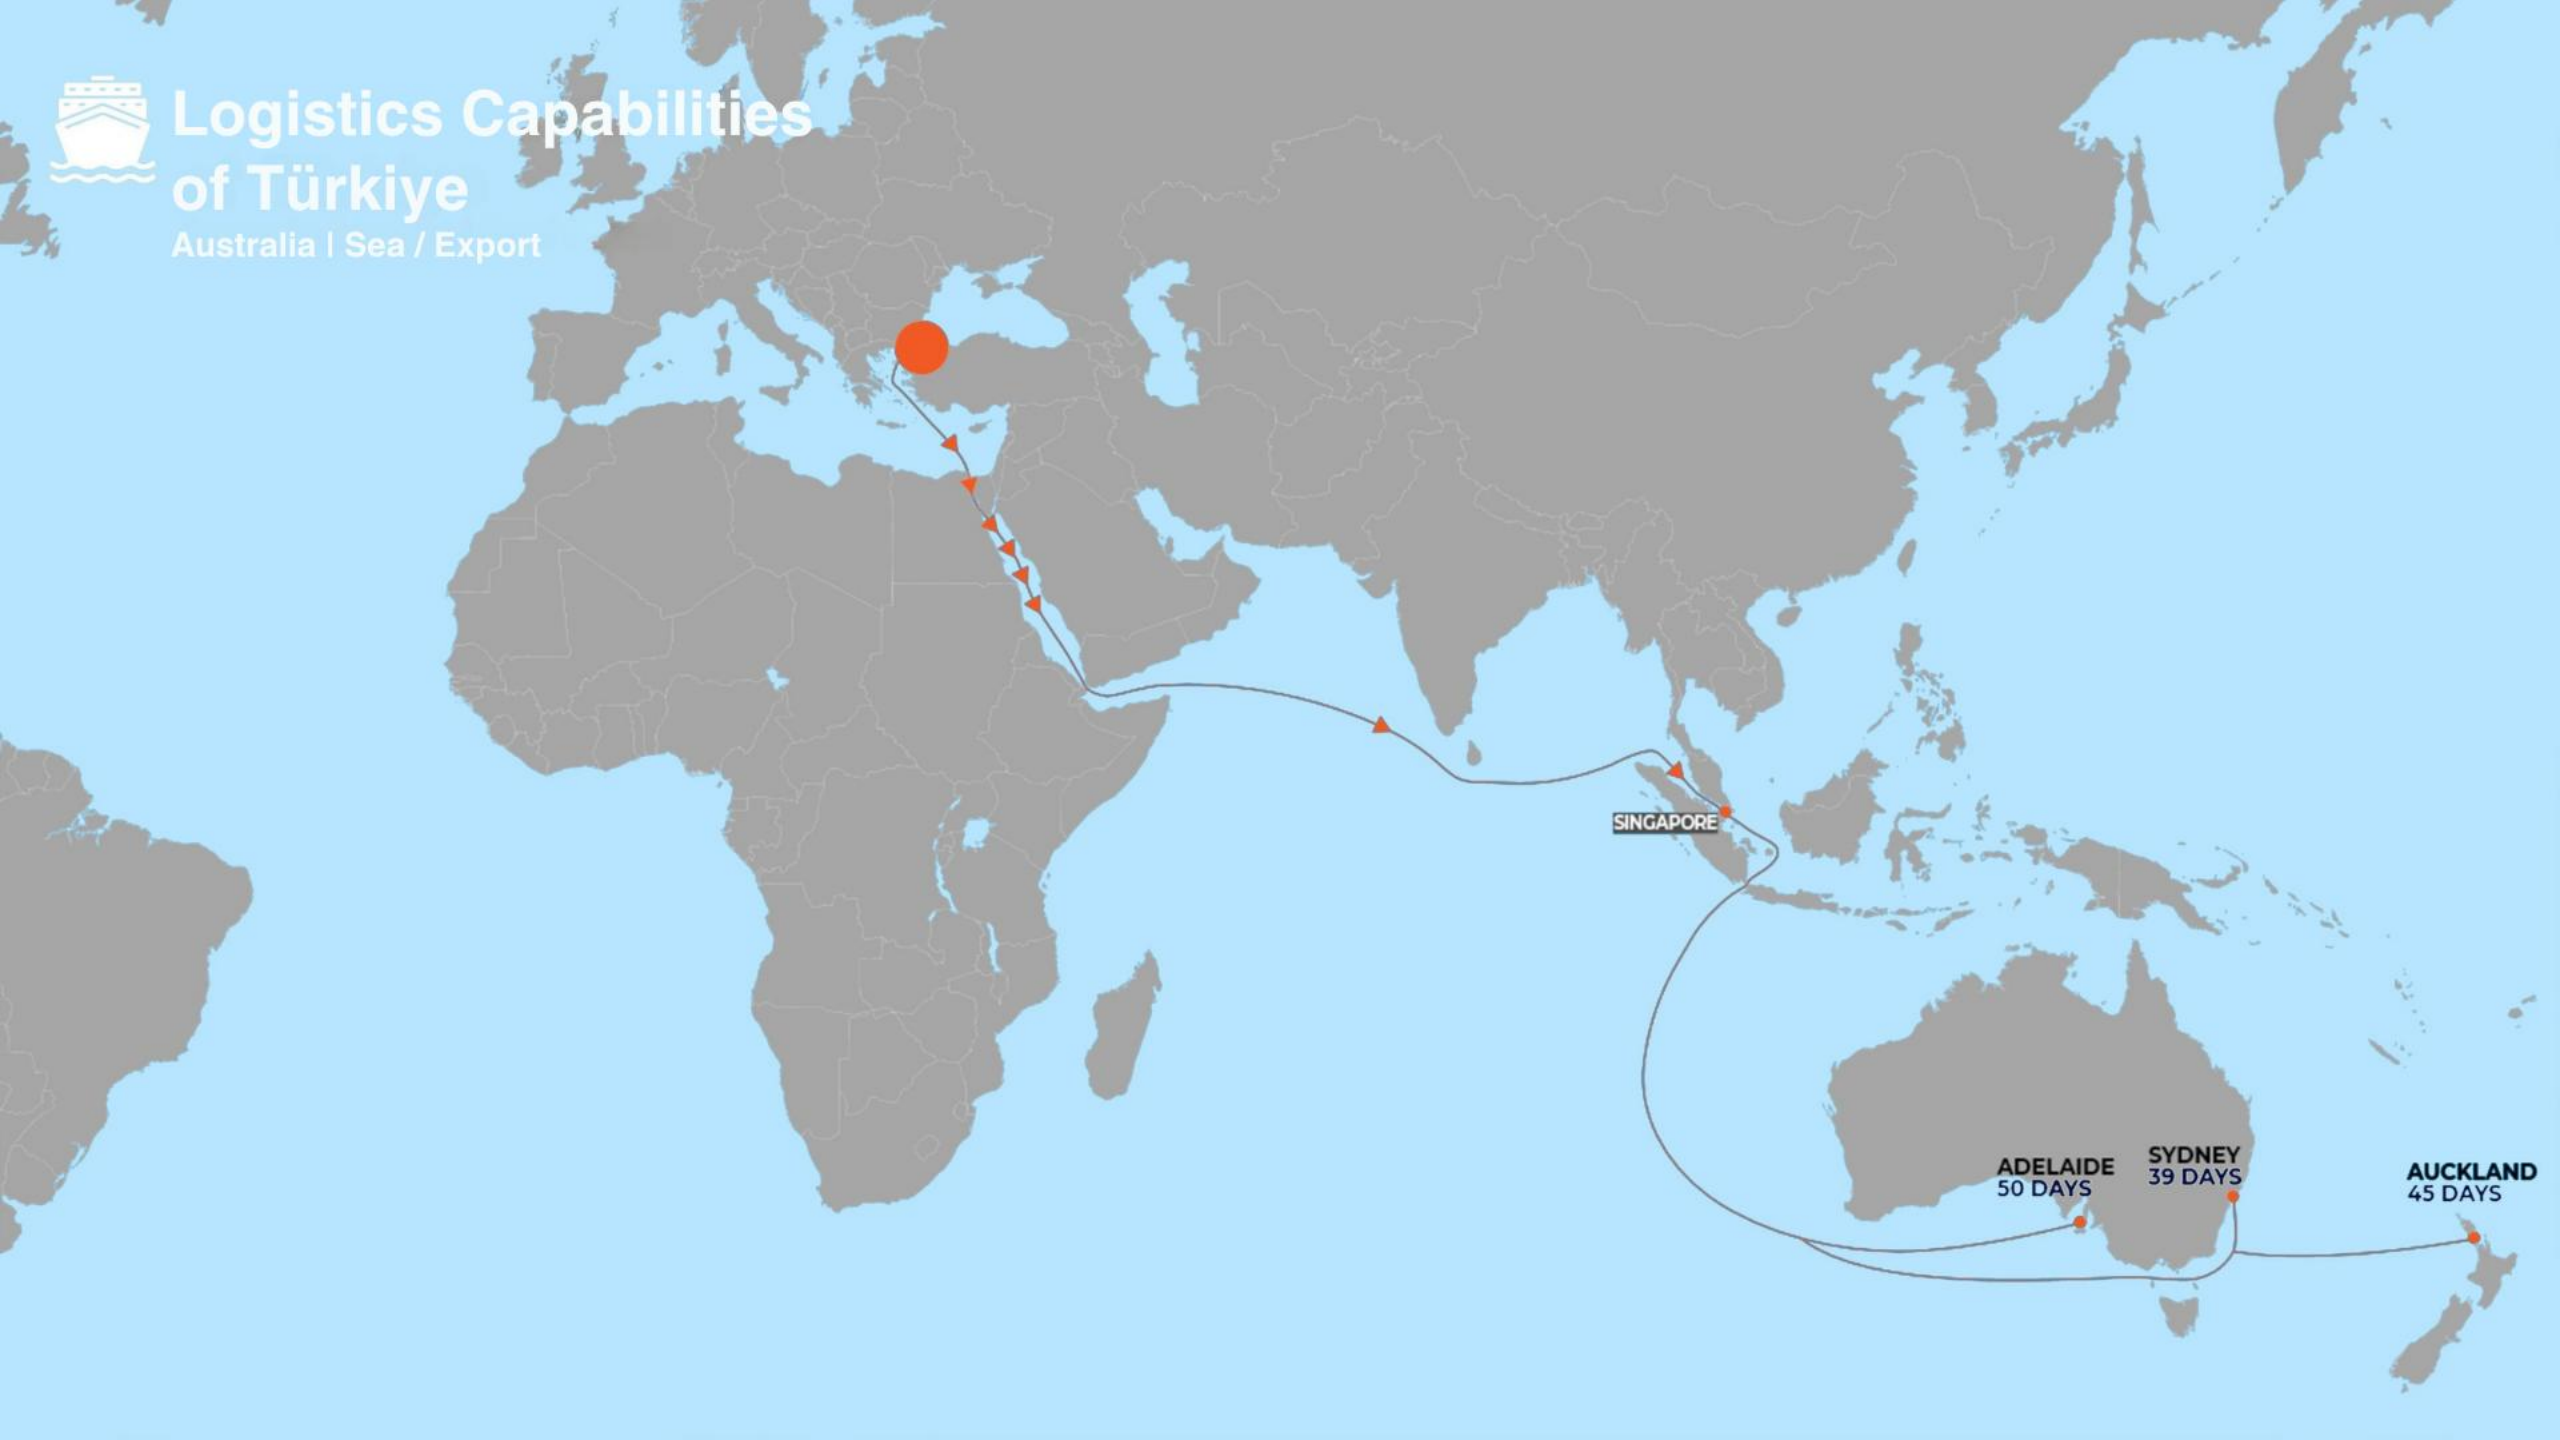 Logistics Capabilities
of Türkiye
Australia | Sea / Export
SINGAPORE
ADELAIDE
50 DAYS
SYDNEY
39 DAYS
AUCKLAND
45 DAYS